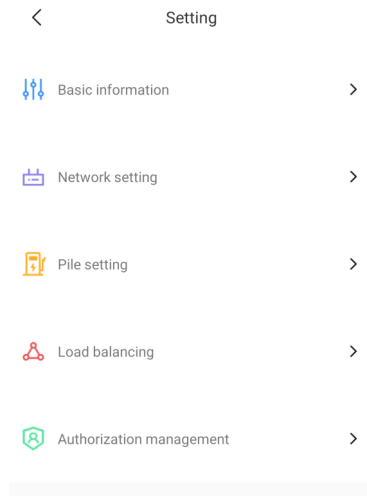 Setting
Basic information
Network setting
Pile setting
Load balancing
Authorization management